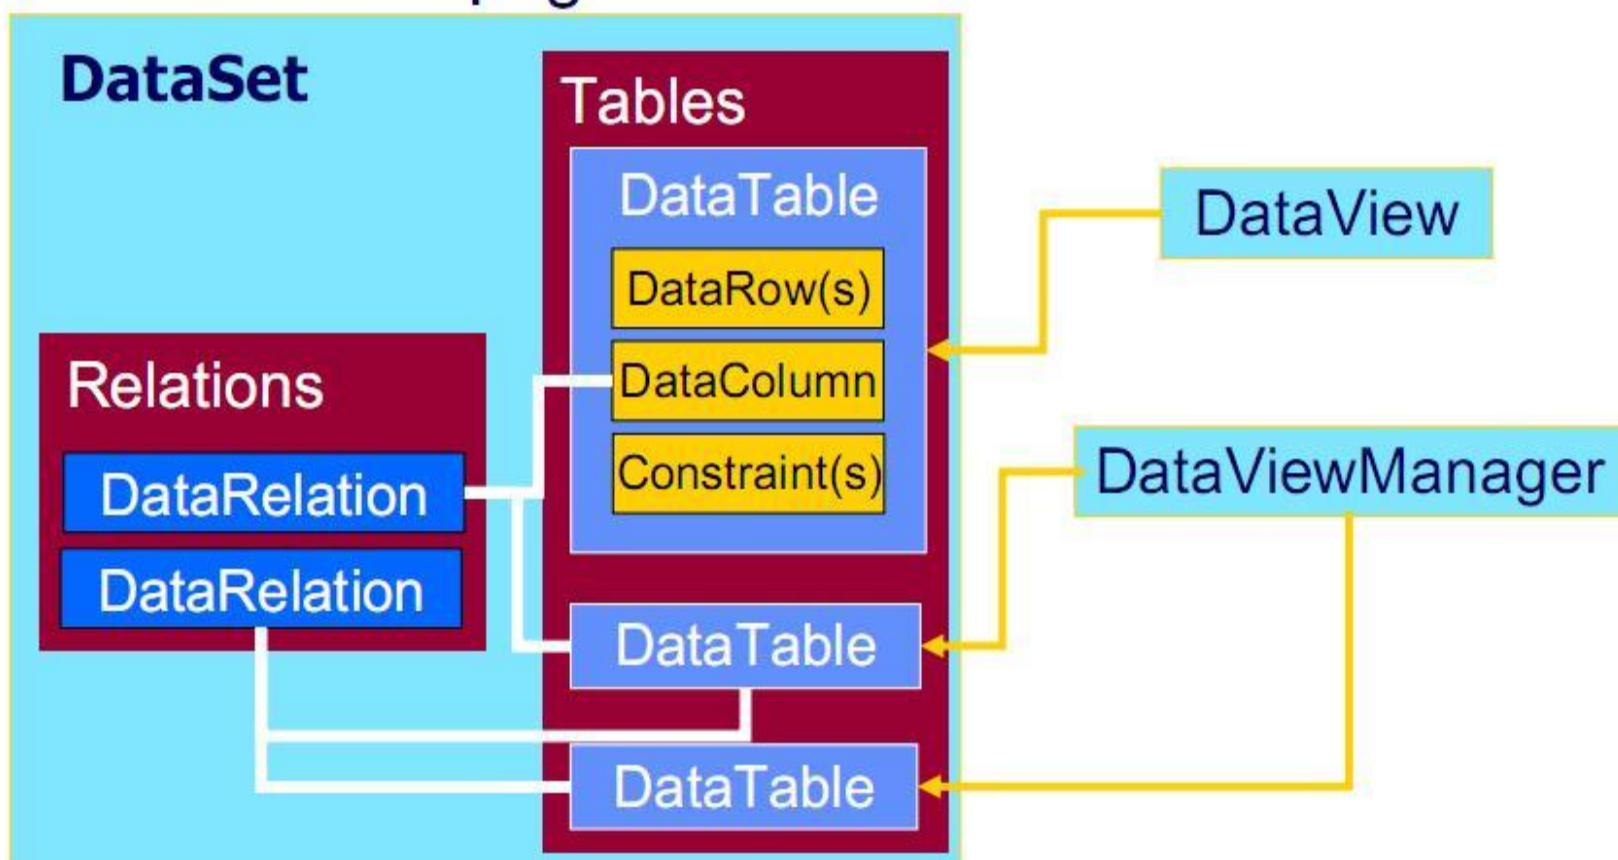 DataSet
Tables
DataTable
DataRow(s)
DataColumn
Constraint(s)
DataView
Relations
DataRelation
DataRelation
DataViewManager
DataTable
DataTable